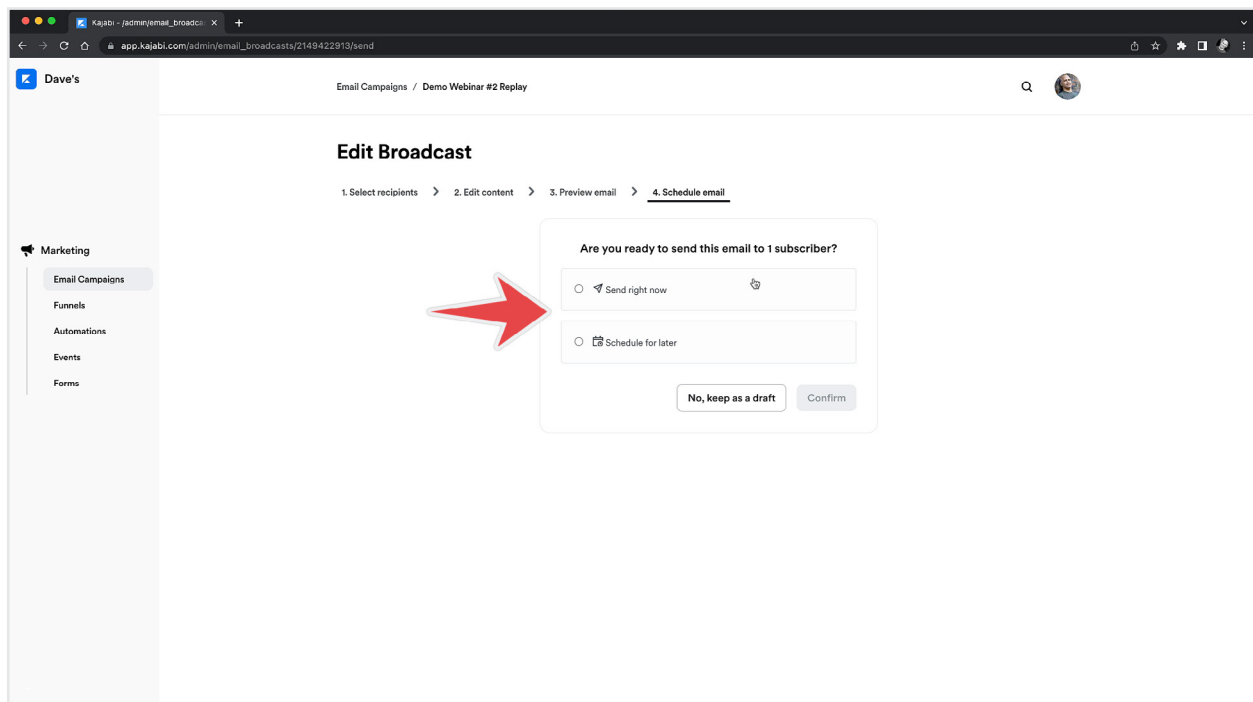 Kajabi - /admin/email_broadca
app.kajabi.com/admin/email_broadcasts/2149422913/send
Dave's
Email Campaigns / Demo Webinar #2 Replay
Edit Broadcast
1. Select recipients > 2. Edit content > 3. Preview email > 4. Schedule email
Marketing
Email Campaigns
Funnels
Automations
Events
Forms
Are you ready to send this email to 1 subscriber?
Send right now
Schedule for later
No, keep as a draft
Confirm